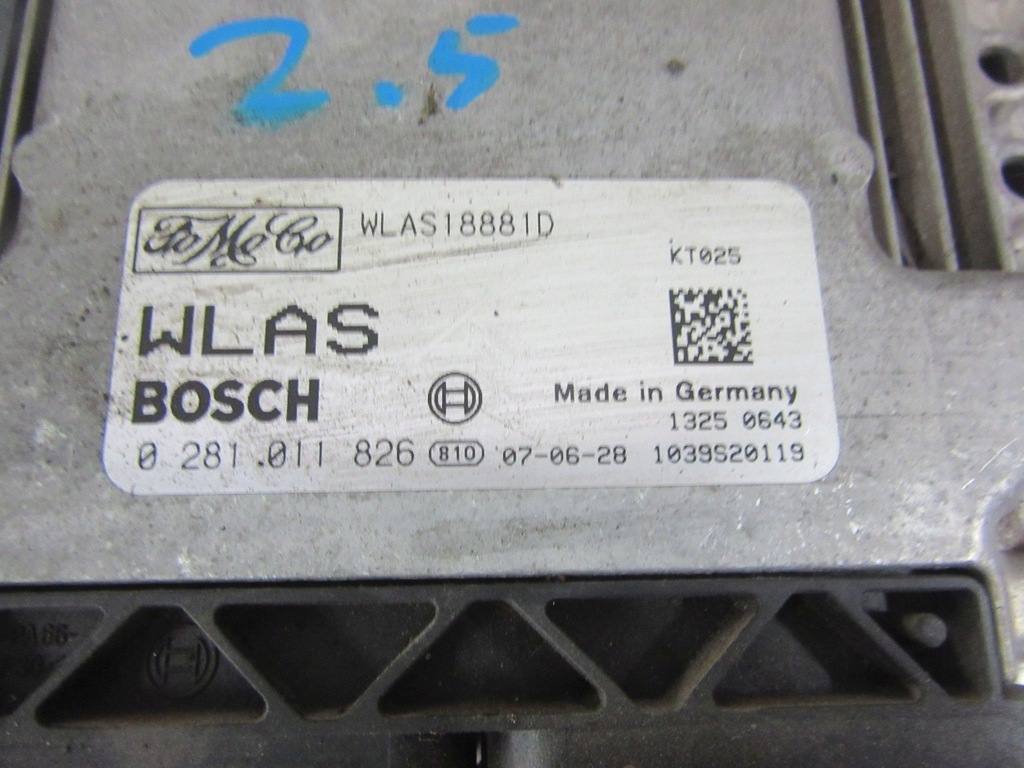 2.5
FoMoCo WLAS18881D
KT025
WLAS
BOSCH
Made in Germany
1325 0643
0 281 011 826 810 07-06-28 1039S20119